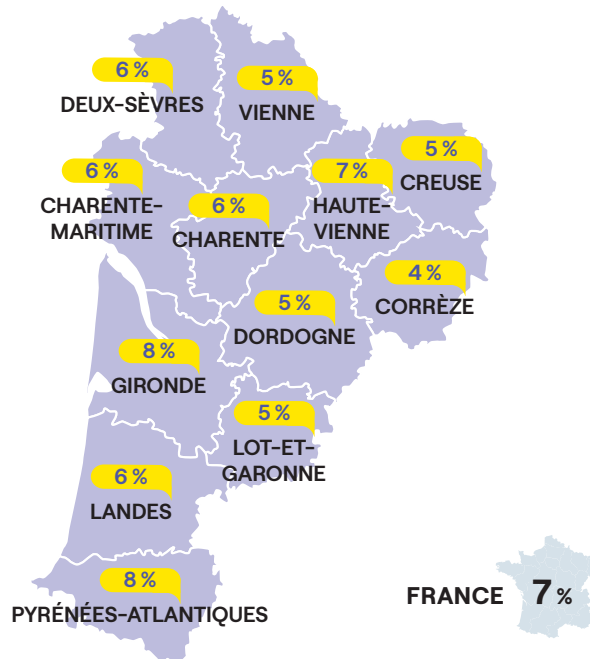 6 %
DEUX-SÈVRES
5 %
VIENNE
6 %
CHARENTE-
MARITIME
6 %
CHARENTE
7 %
HAUTE-
VIENNE
5 %
CREUSE
4 %
CORRÈZE
5 %
DORDOGNE
8 %
GIRONDE
5 %
LOT-ET-
GARONNE
6 %
LANDES
8 %
PYRÉNÉES-ATLANTIQUES
FRANCE 7 %